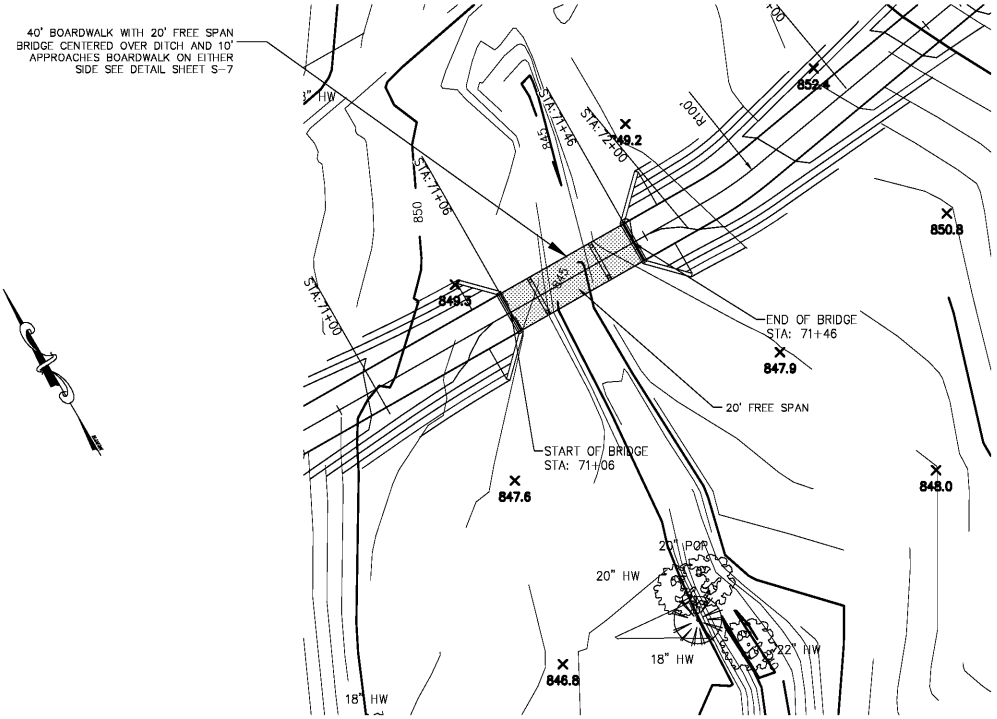 40' BOARDWALK WITH 20' FREE SPAN
BRIDGE CENTERED OVER DITCH AND 10'
APPROACHES BOARDWALK ON EITHER
SIDE SEE DETAIL SHEET S-7
" HW
STA: 71+46
STA: 72+00
+00
852.4
49.2
R100'
845
STA: 71+06
850
850.8
849.3
845
STA: 71+00
END OF BRIDGE
STA: 71+46
847.9
20' FREE SPAN
START OF BRIDGE
STA: 71+06
847.6
848.0
20" POP
20" HW
18" HW
22" HW
846.8
18" HW